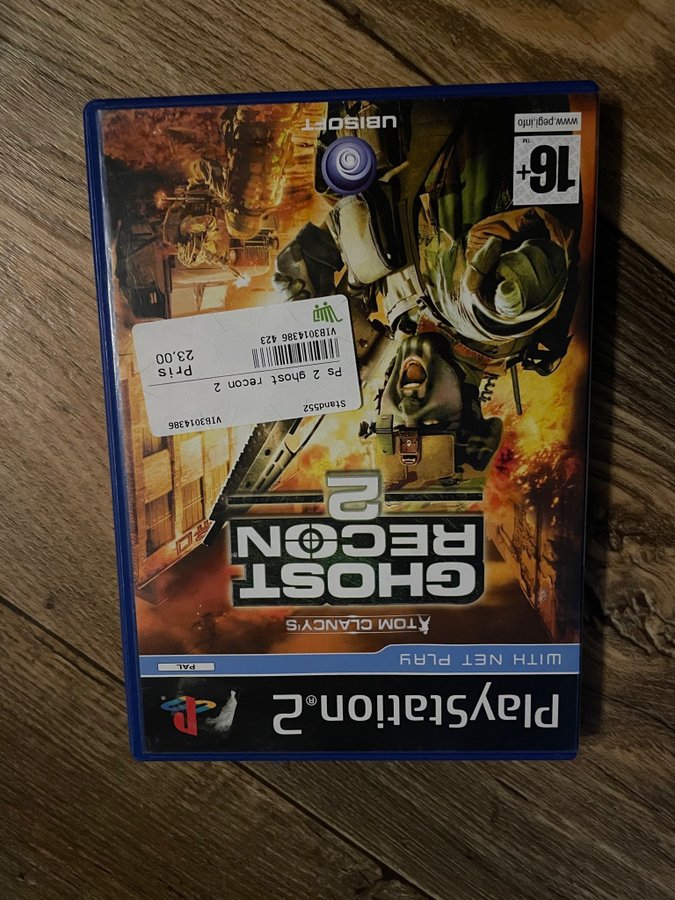 PlayStation®2
WITH NET PLAY
PAL
TOM CLANCY'S
GHOST
RECON®
2
Stand552
VIB3014386
Ps 2 ghost recon 2
VIB3014386 423
Pris
23,00
16+
™
www.pegi.info
UBISOFT